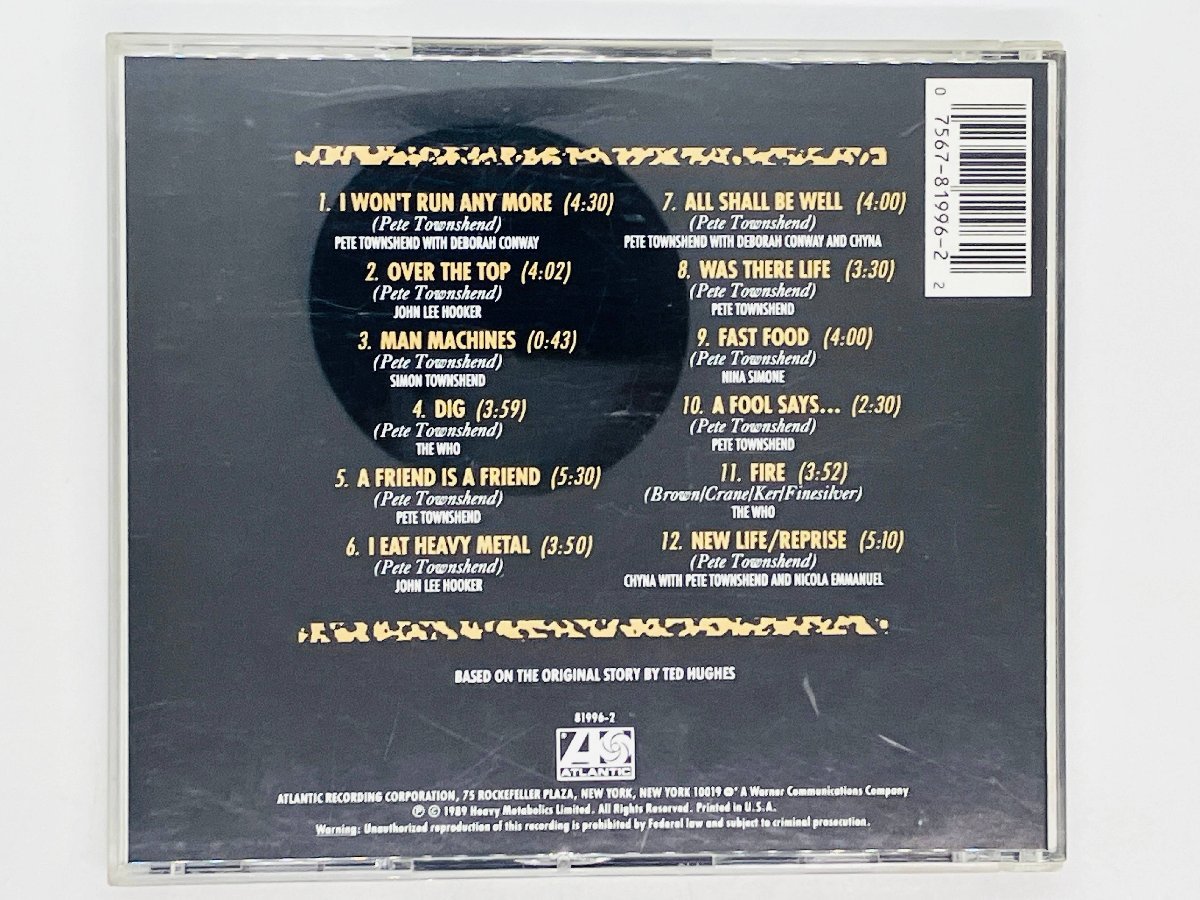 1. I WON'T RUN ANY MORE (4:30)
(Pete Townshend)
PETE TOWNSHEND WITH DEBORAH CONWAY
2. OVER THE TOP (4:02)
(Pete Townshend)
JOHN LEE HOOKER
3. MAN MACHINES (0:43)
(Pete Townshend)
SIMON TOWNSHEND
4. DIG (3:59)
(Pete Townshend)
THE WHO
5. A FRIEND IS A FRIEND (5:30)
(Pete Townshend)
PETE TOWNSHEND
6. I EAT HEAVY METAL (3:50)
(Pete Townshend)
JOHN LEE HOOKER
7. ALL SHALL BE WELL (4:00)
(Pete Townshend)
PETE TOWNSHEND WITH DEBORAH CONWAY AND CHYNA
8. WAS THERE LIFE (3:30)
(Pete Townshend)
PETE TOWNSHEND
9. FAST FOOD (4:00)
(Pete Townshend)
NINA SIMONE
10. A FOOL SAYS... (2:30)
(Pete Townshend)
PETE TOWNSHEND
11. FIRE (3:52)
(Brown/Crane/Ker/Finesilver)
THE WHO
12. NEW LIFE/REPRISE (5:10)
(Pete Townshend)
CHYNA WITH PETE TOWNSHEND AND NICOLA EMMANUEL
0 7567-81996-2 2
BASED ON THE ORIGINAL STORY BY TED HUGHES
81996-2
ATLANTIC
ATLANTIC RECORDING CORPORATION, 75 ROCKEFELLER PLAZA, NEW YORK, NEW YORK 10019 A Warner Communications Company
℗ © 1989 Heavy Metabolics Limited. All Rights Reserved. Printed in U.S.A.
Warning: Unauthorized reproduction of this recording is prohibited by Federal law and subject to criminal prosecution.